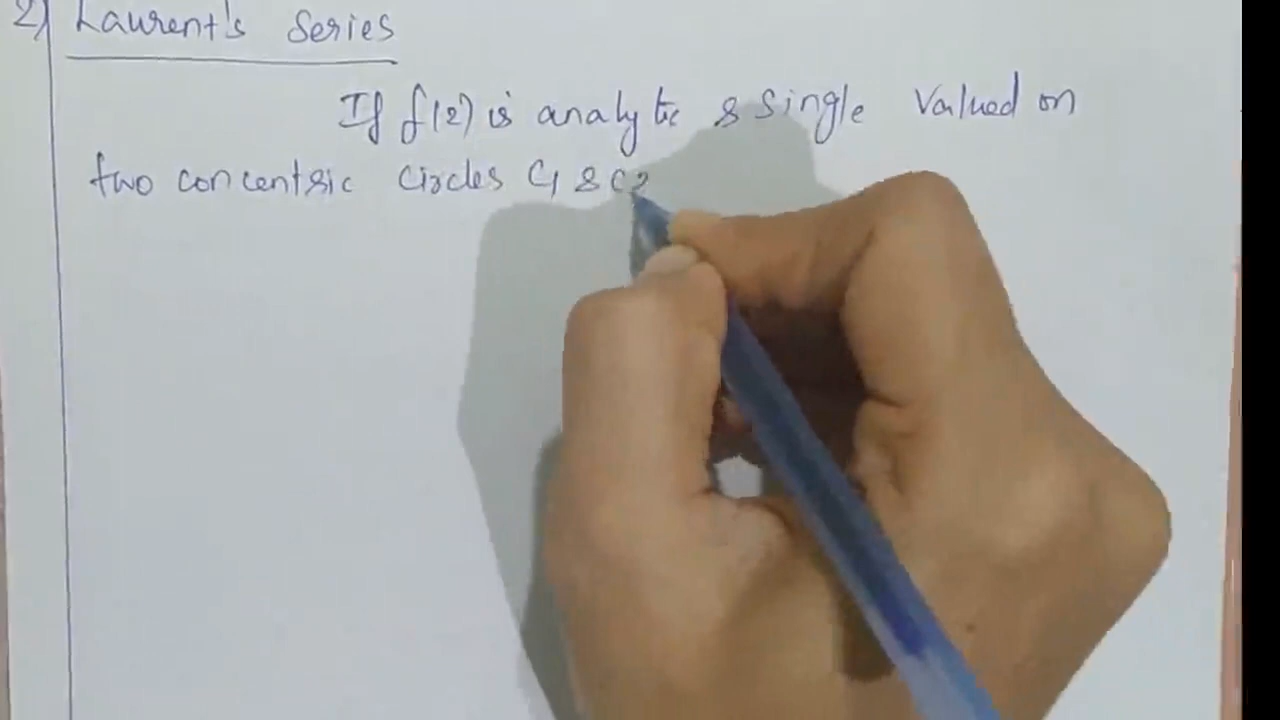 2) Laurent's Series
If f(z) is analytic & single valued on
two concentric circles C1 & C2